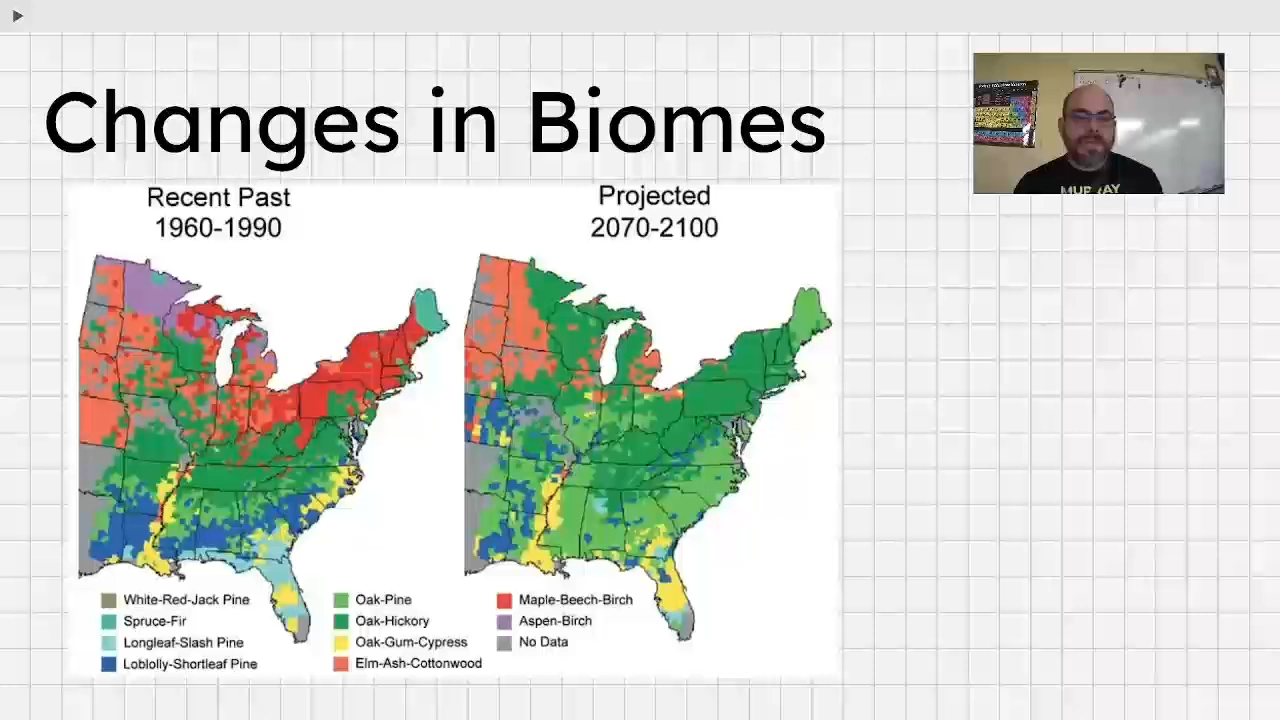 Changes in Biomes
Recent Past
1960-1990
Projected
2070-2100
White-Red-Jack Pine
Spruce-Fir
Longleaf-Slash Pine
Loblolly-Shortleaf Pine
Oak-Pine
Oak-Hickory
Oak-Gum-Cypress
Elm-Ash-Cottonwood
Maple-Beech-Birch
Aspen-Birch
No Data